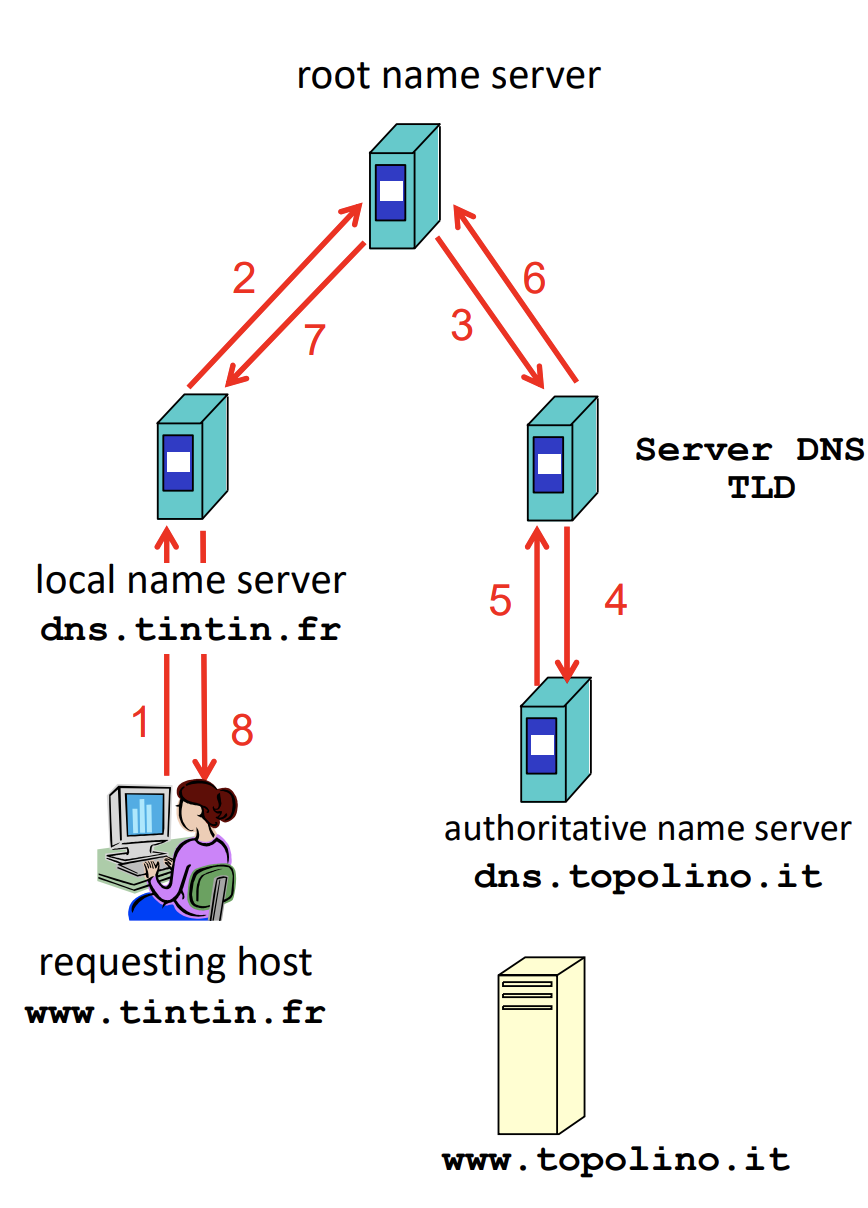 root name server
2
7
3
6
Server DNS
TLD
local name server
dns.tintin.fr
5
4
1
8
authoritative name server
dns.topolino.it
requesting host
www.tintin.fr
www.topolino.it